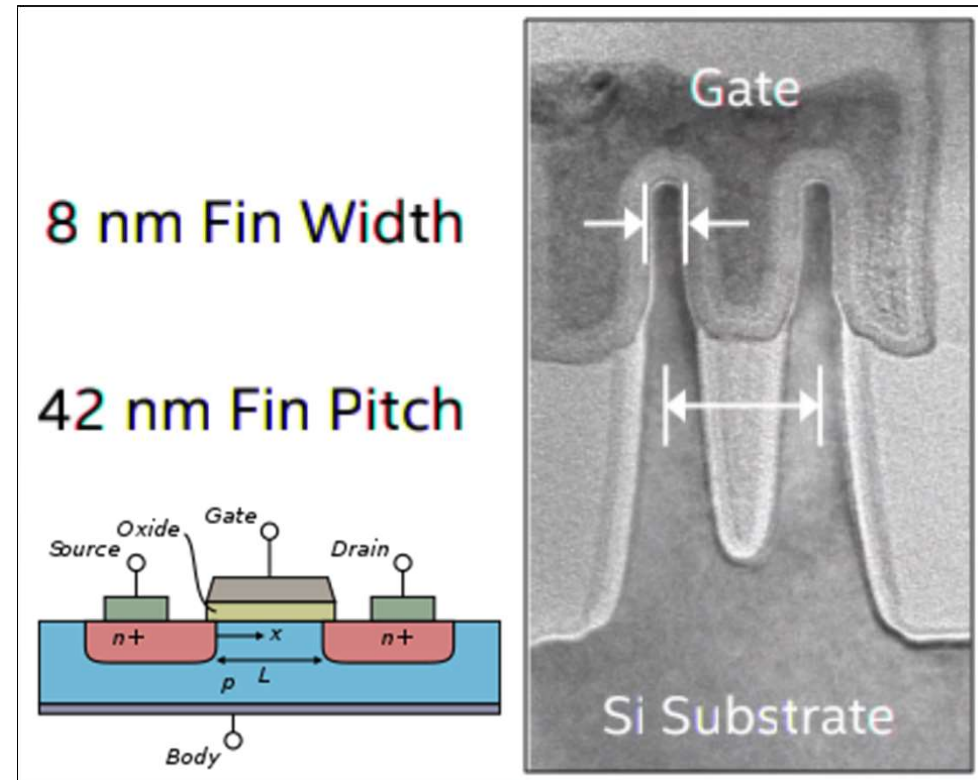 8 nm Fin Width
42 nm Fin Pitch
Gate
Oxide
Source
Drain
n+
x
n+
L
p
Body
Gate
Si Substrate